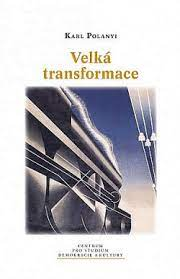 KARL POLANYI
Velká
transformace
CENTRUM
PRO STUDIUM
DEMOKRACIE A KULTURY